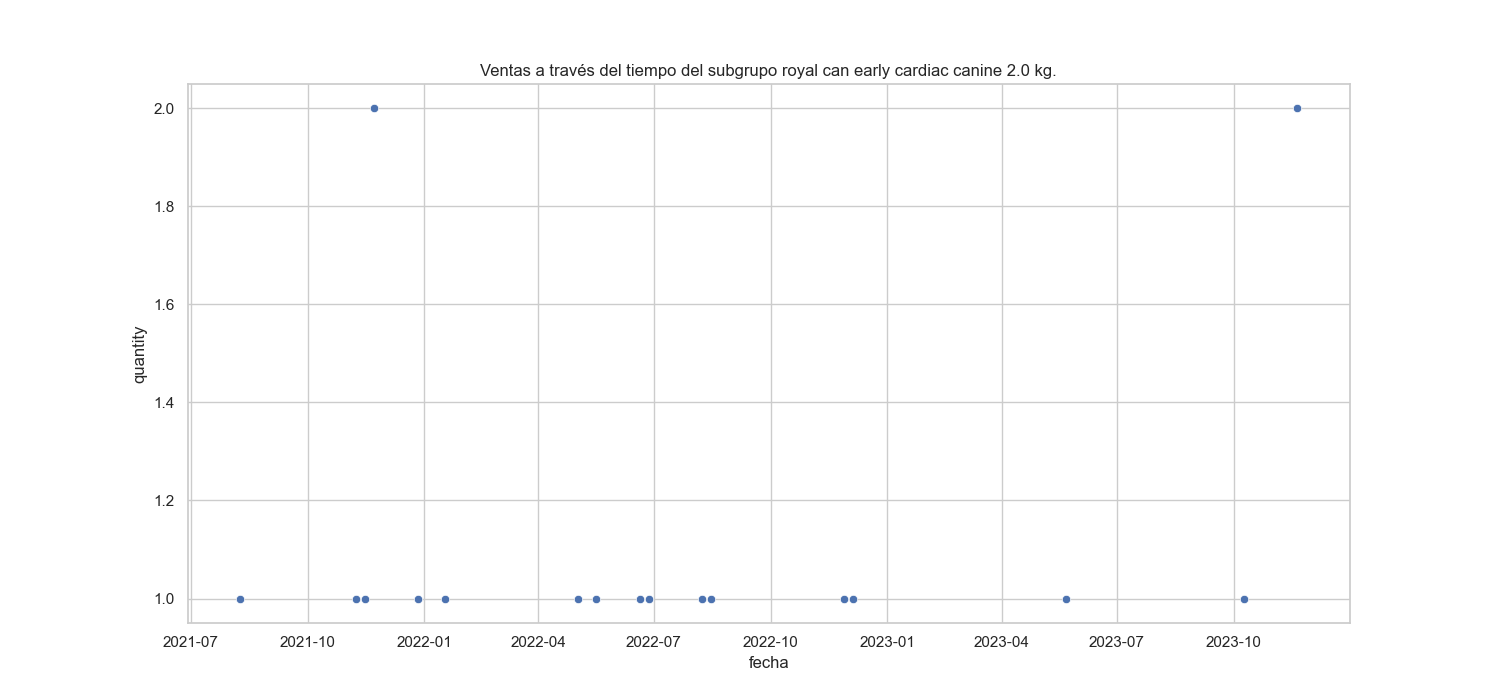 Ventas a través del tiempo del subgrupo royal can early cardiac canine 2.0 kg.
2.0
1.8
1.6
1.4
1.2
1.0
quantity
2021-07 2021-10 2022-01 2022-04 2022-07 2022-10 2023-01 2023-04 2023-07 2023-10
fecha